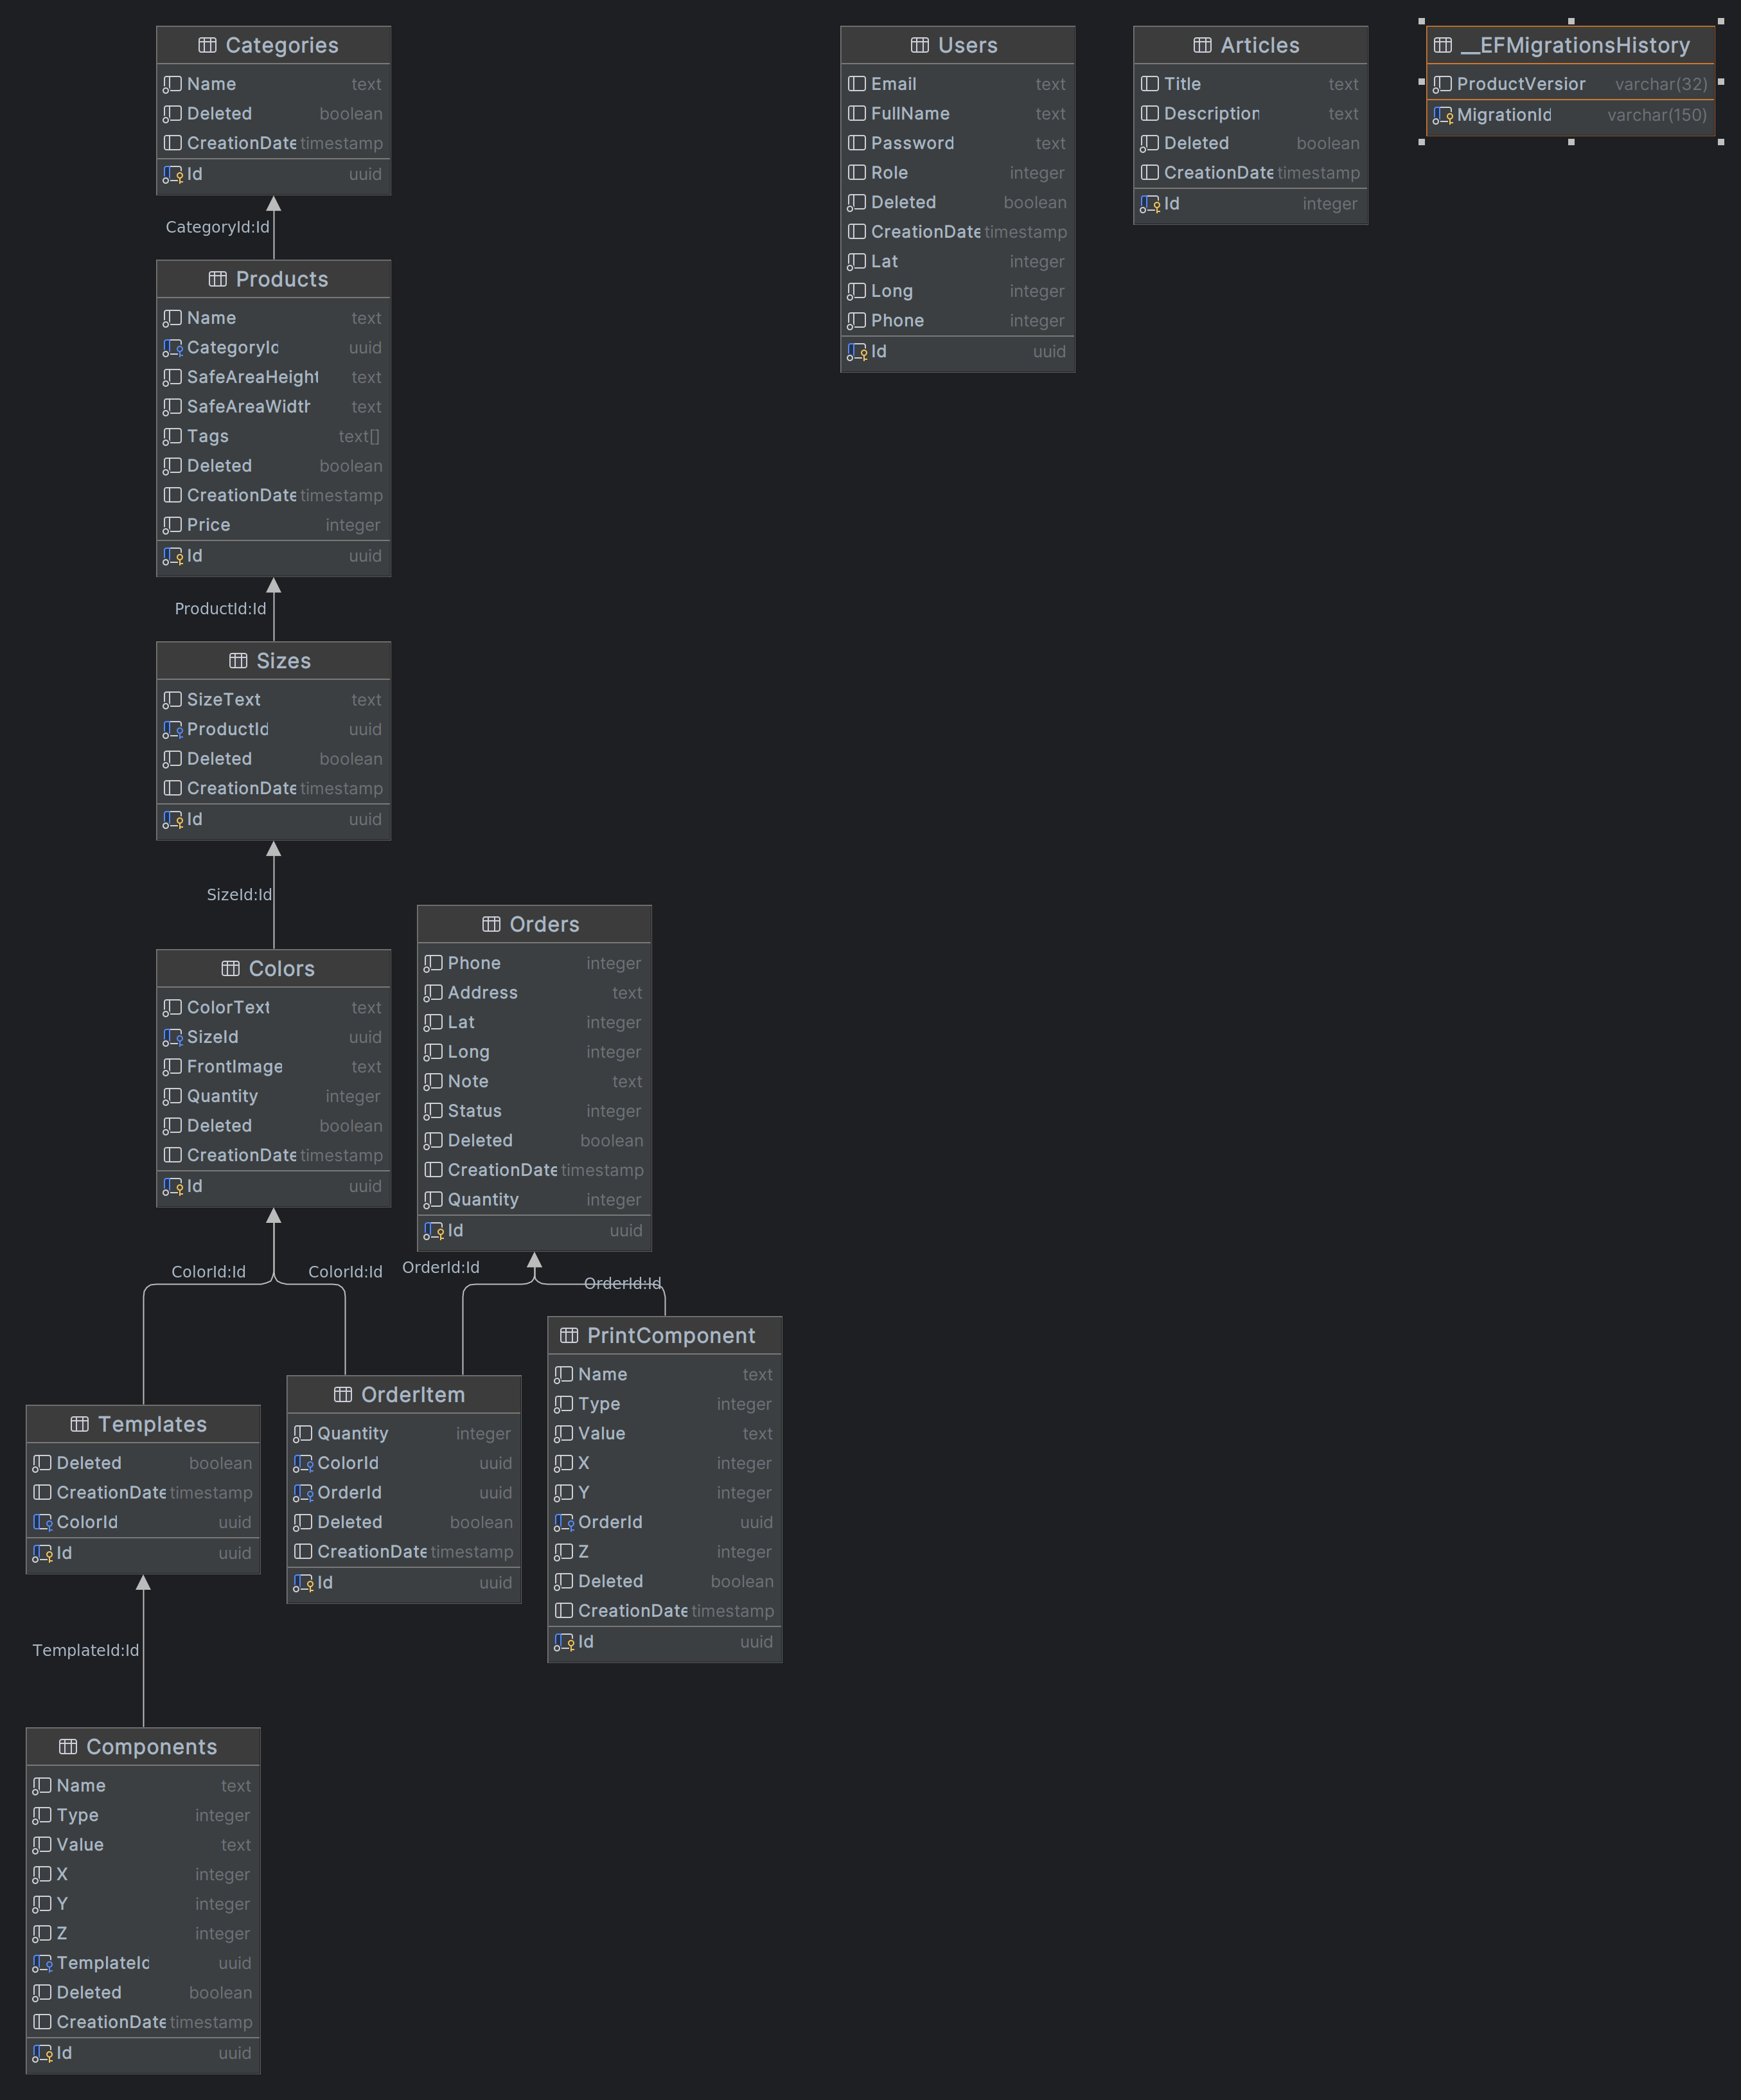 Categories
Name text
Deleted boolean
CreationDate timestamp
Id uuid
CategoryId:Id
Products
Name text
CategoryId uuid
SafeAreaHeight text
SafeAreaWidth text
Tags text[]
Deleted boolean
CreationDate timestamp
Price integer
Id uuid
ProductId:Id
Sizes
SizeText text
ProductId uuid
Deleted boolean
CreationDate timestamp
Id uuid
SizeId:Id
Colors
ColorText text
SizeId uuid
FrontImage text
Quantity integer
Deleted boolean
CreationDate timestamp
Id uuid
ColorId:Id
ColorId:Id
Templates
Deleted boolean
CreationDate timestamp
ColorId uuid
Id uuid
TemplateId:Id
Components
Name text
Type integer
Value text
X integer
Y integer
Z integer
TemplateId uuid
Deleted boolean
CreationDate timestamp
Id uuid
OrderItem
Quantity integer
ColorId uuid
OrderId uuid
Deleted boolean
CreationDate timestamp
Id uuid
Orders
Phone integer
Address text
Lat integer
Long integer
Note text
Status integer
Deleted boolean
CreationDate timestamp
Quantity integer
Id uuid
OrderId:Id
OrderId:Id
PrintComponent
Name text
Type integer
Value text
X integer
Y integer
OrderId uuid
Z integer
Deleted boolean
CreationDate timestamp
Id uuid
Users
Email text
FullName text
Password text
Role integer
Deleted boolean
CreationDate timestamp
Lat integer
Long integer
Phone integer
Id uuid
Articles
Title text
Description text
Deleted boolean
CreationDate timestamp
Id integer
__EFMigrationsHistory
ProductVersion varchar(32)
MigrationId varchar(150)